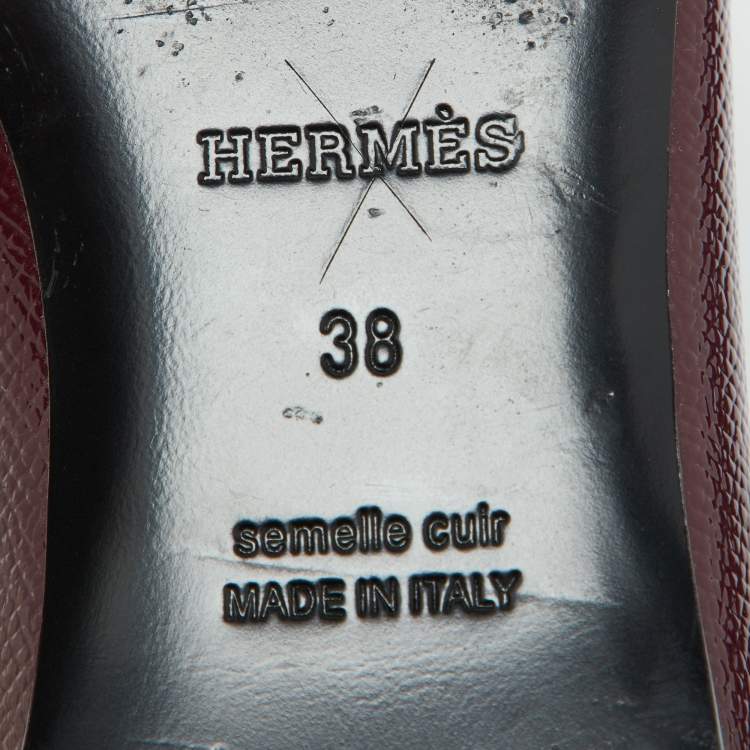 HERMÈS
38
semelle cuir
MADE IN ITALY